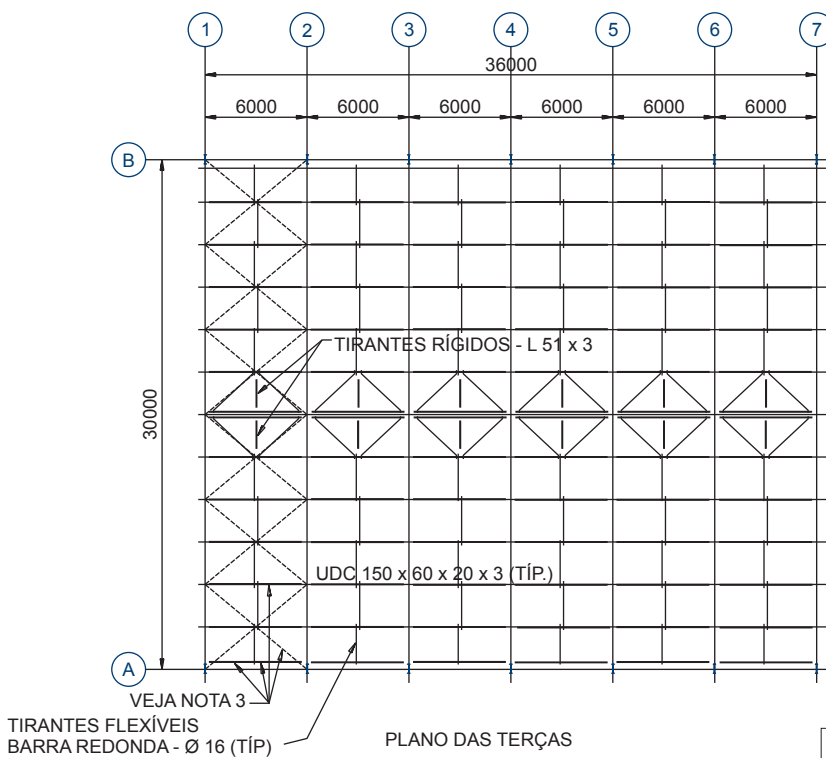 1 2 3 4 5 6 7
36000
6000 6000 6000 6000 6000 6000
B
TIRANTES RÍGIDOS - L 51 x 3
30000
UDC 150 x 60 x 20 x 3 (TÍP.)
A
VEJA NOTA 3
TIRANTES FLEXÍVEIS
BARRA REDONDA - Ø 16 (TÍP)
PLANO DAS TERÇAS